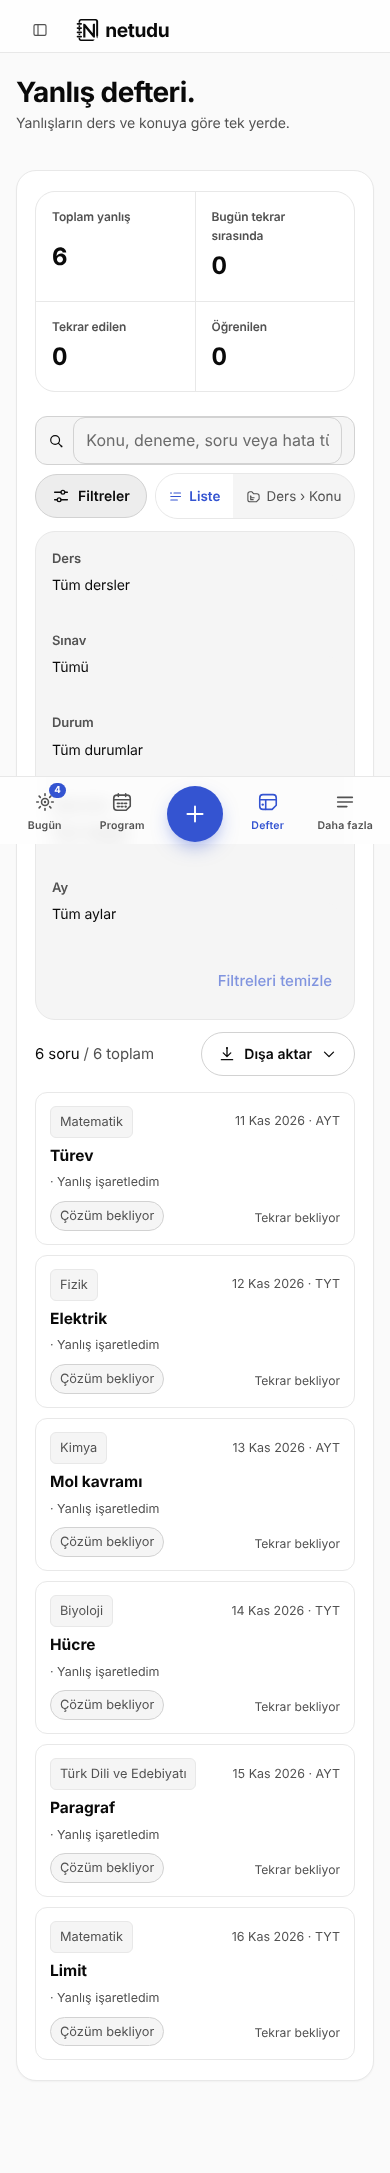 netudu
Yanlış defteri.
Yanlışların ders ve konuya göre tek yerde.
Toplam yanlış
6
Bugün tekrar
sırasında
0
Tekrar edilen
0
Öğrenilen
0
Konu, deneme, soru veya hata tü
Filtreler
Liste
Ders › Konu
Ders
Tüm dersler
Sınav
Tümü
Durum
Tüm durumlar
4
Bugün
Program
Defter
Daha fazla
Ay
Tüm aylar
Filtreleri temizle
6 soru / 6 toplam
Dışa aktar
Matematik
11 Kas 2026 · AYT
Türev
· Yanlış işaretledim
Çözüm bekliyor
Tekrar bekliyor
Fizik
12 Kas 2026 · TYT
Elektrik
· Yanlış işaretledim
Çözüm bekliyor
Tekrar bekliyor
Kimya
13 Kas 2026 · AYT
Mol kavramı
· Yanlış işaretledim
Çözüm bekliyor
Tekrar bekliyor
Biyoloji
14 Kas 2026 · TYT
Hücre
· Yanlış işaretledim
Çözüm bekliyor
Tekrar bekliyor
Türk Dili ve Edebiyatı
15 Kas 2026 · AYT
Paragraf
· Yanlış işaretledim
Çözüm bekliyor
Tekrar bekliyor
Matematik
16 Kas 2026 · TYT
Limit
· Yanlış işaretledim
Çözüm bekliyor
Tekrar bekliyor